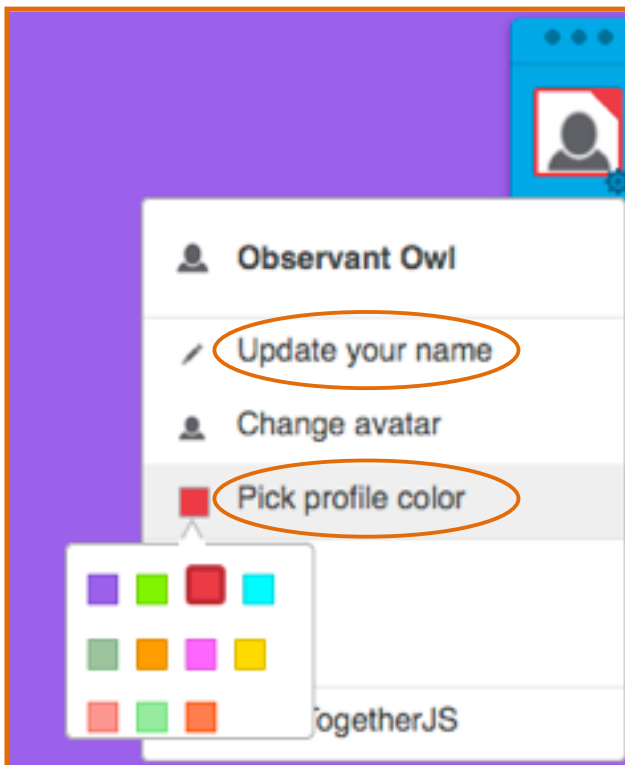 Observant Owl
Update your name
Change avatar
Pick profile color
TogetherJS